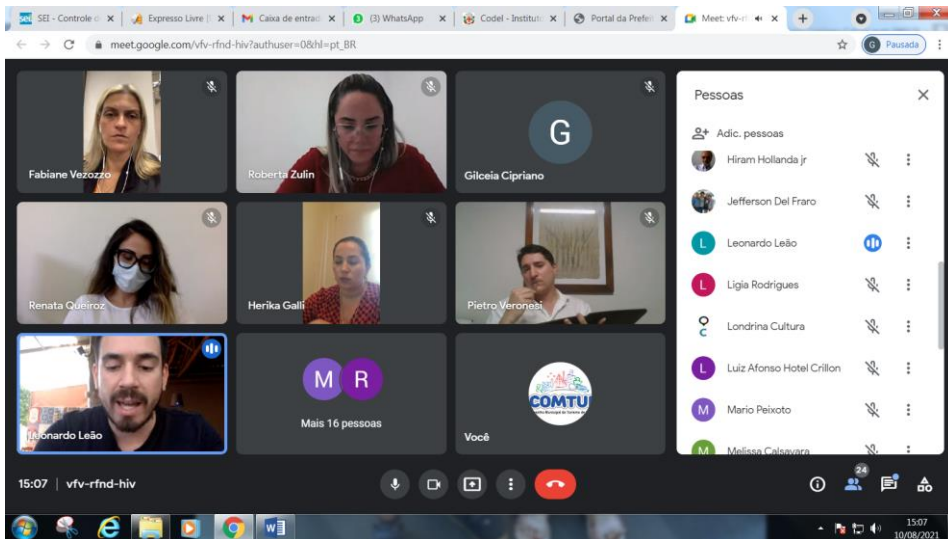 SEI - Controle d
Expresso Livre [
Caixa de entrad
(3) WhatsApp
Codel - Institut
Portal da Prefei
Meet: vfv-rf
meet.google.com/vfv-rfnd-hiv?authuser=0&hl=pt_BR
G
Pausada
Fabiane Vezozzo
Roberta Zulin
G
Gilceia Cipriano
Renata Queiroz
Herika Galli
Pietro Veronesi
Leonardo Leão
M R
Mais 16 pessoas
COMTU
Você
Pessoas
Adic. pessoas
Hiram Hollanda jr
Jefferson Del Fraro
L
Leonardo Leão
L
Ligia Rodrigues
Londrina Cultura
L
Luiz Afonso Hotel Crillon
M
Mario Peixoto
M
Melissa Calsavara
15:07 | vfv-rfnd-hiv
24
15:07
10/08/2021